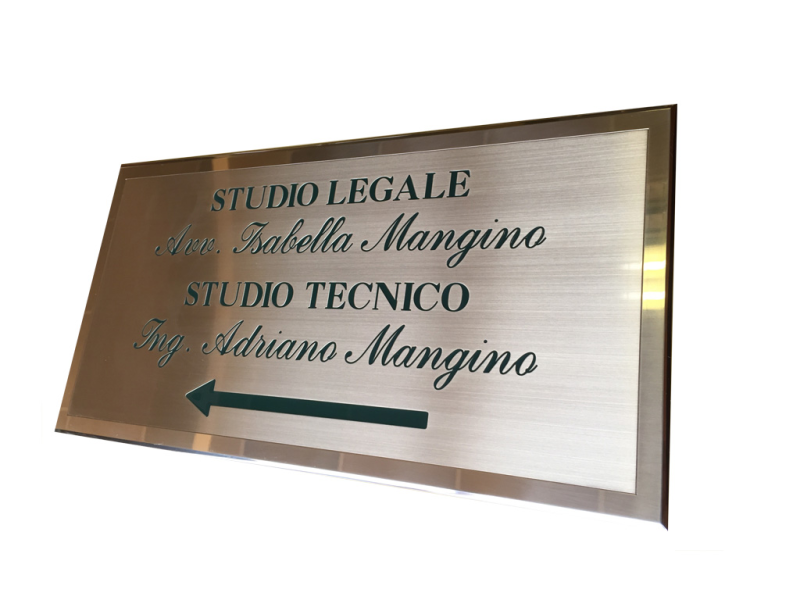 STUDIO LEGALE
Avv. Isabella Mangino
STUDIO TECNICO
Ing. Adriano Mangino